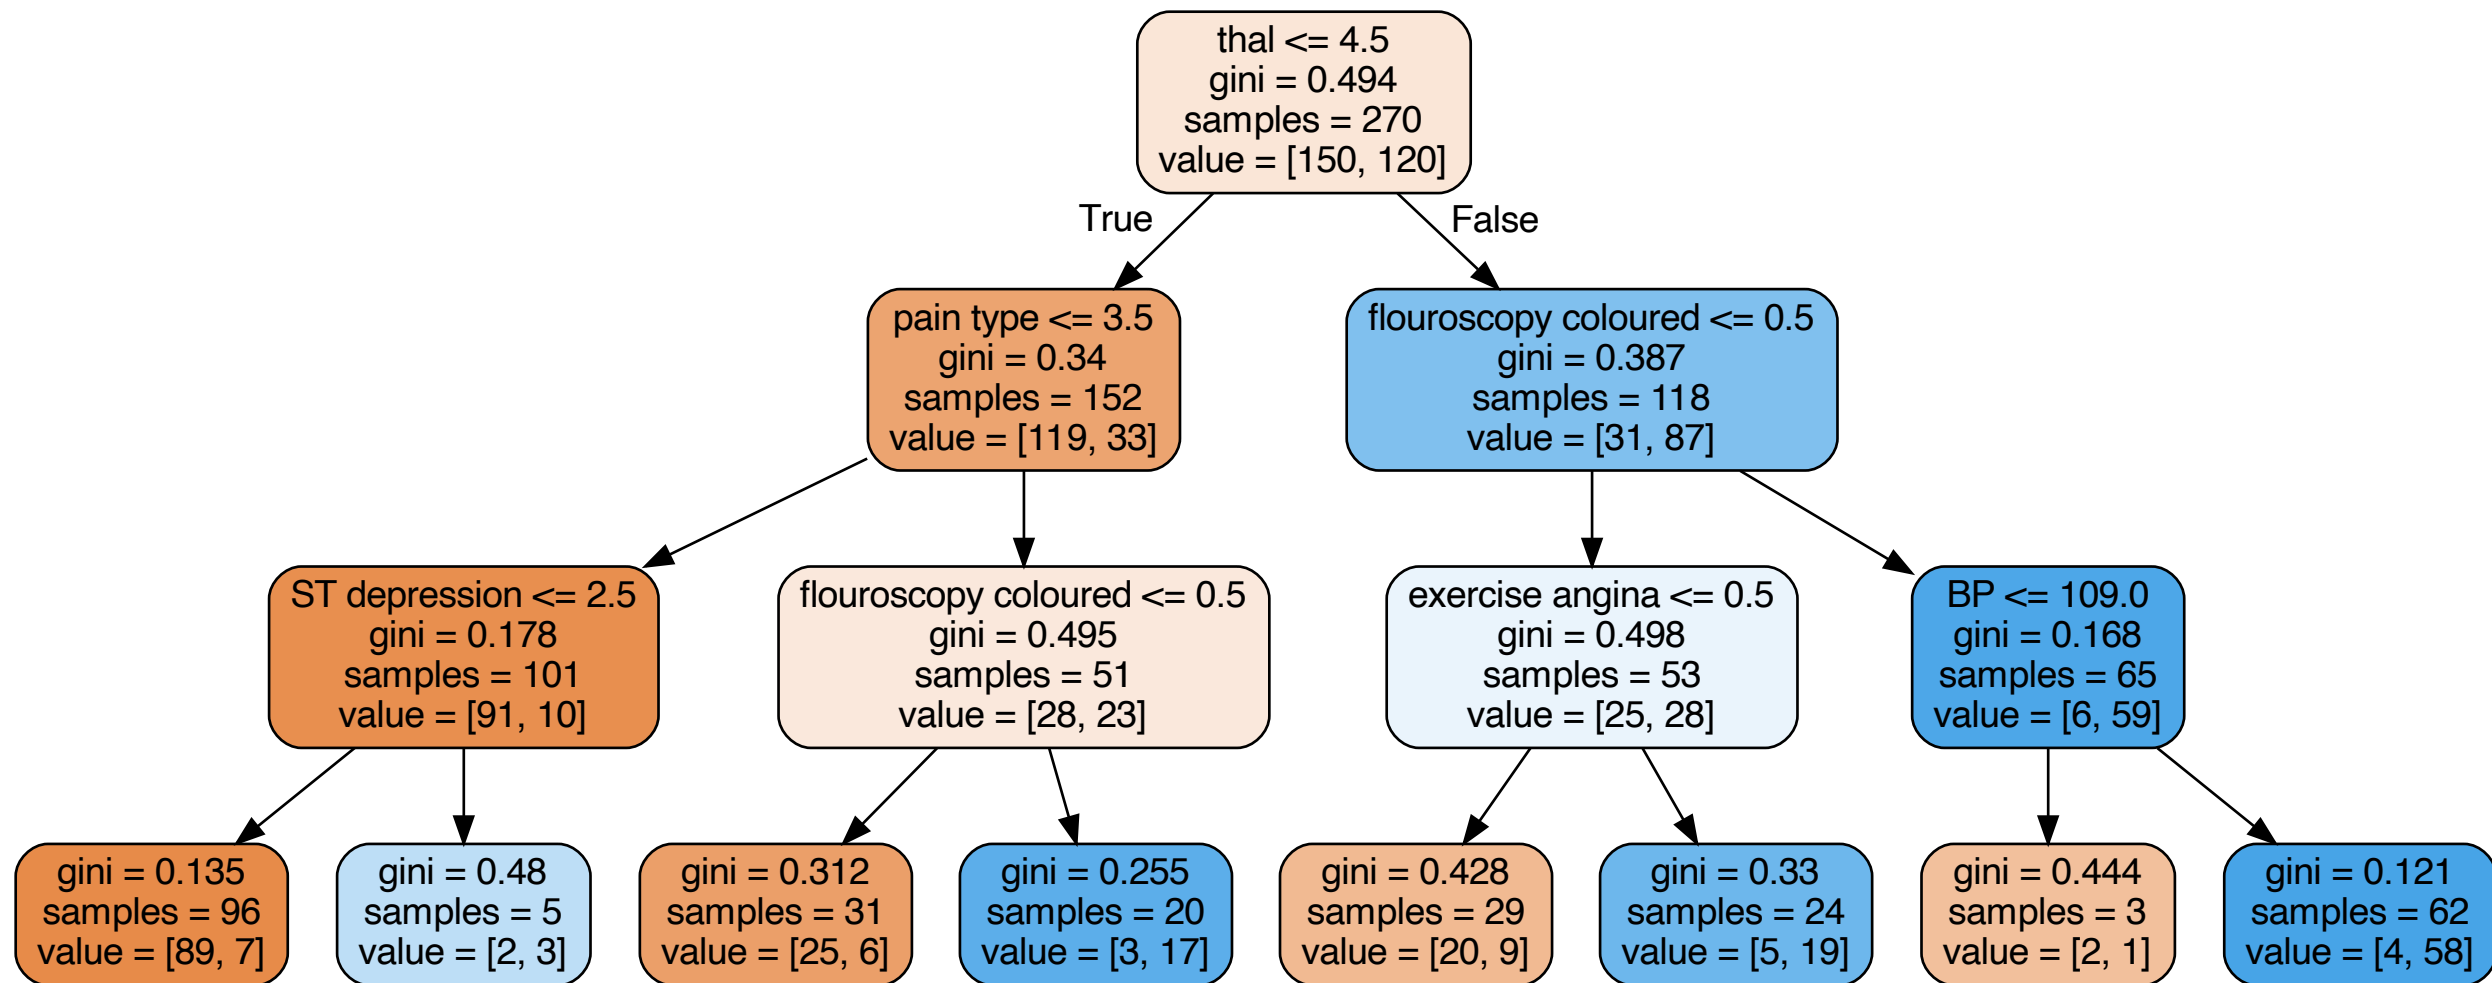 thal <= 4.5
gini = 0.494
samples = 270
value = [150, 120]
True
False
pain type <= 3.5
gini = 0.34
samples = 152
value = [119, 33]
flouroscopy coloured <= 0.5
gini = 0.387
samples = 118
value = [31, 87]
ST depression <= 2.5
gini = 0.178
samples = 101
value = [91, 10]
flouroscopy coloured <= 0.5
gini = 0.495
samples = 51
value = [28, 23]
exercise angina <= 0.5
gini = 0.498
samples = 53
value = [25, 28]
BP <= 109.0
gini = 0.168
samples = 65
value = [6, 59]
gini = 0.135
samples = 96
value = [89, 7]
gini = 0.48
samples = 5
value = [2, 3]
gini = 0.312
samples = 31
value = [25, 6]
gini = 0.255
samples = 20
value = [3, 17]
gini = 0.428
samples = 29
value = [20, 9]
gini = 0.33
samples = 24
value = [5, 19]
gini = 0.444
samples = 3
value = [2, 1]
gini = 0.121
samples = 62
value = [4, 58]